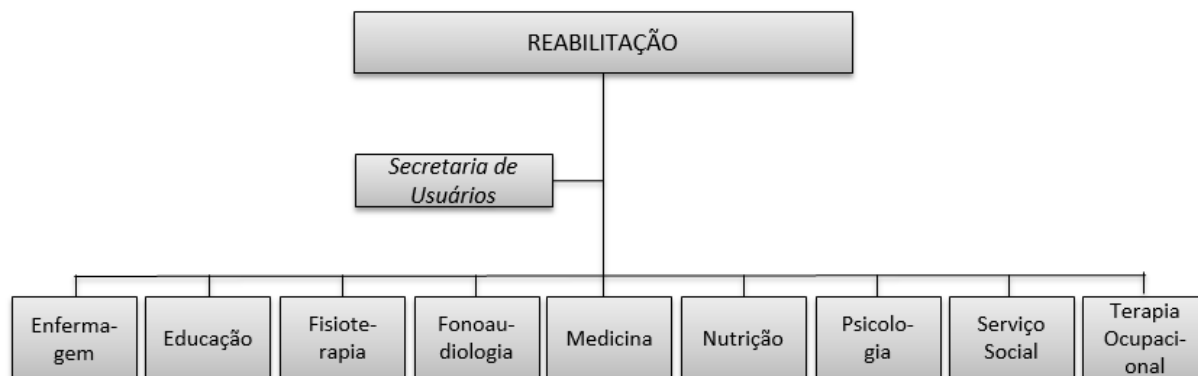 REABILITAÇÃO
Secretaria de
Usuários
Enferma-
gem
Educação
Fisiote-
rapia
Fonoau-
diologia
Medicina
Nutrição
Psicolo-
gia
Serviço
Social
Terapia
Ocupaci-
onal